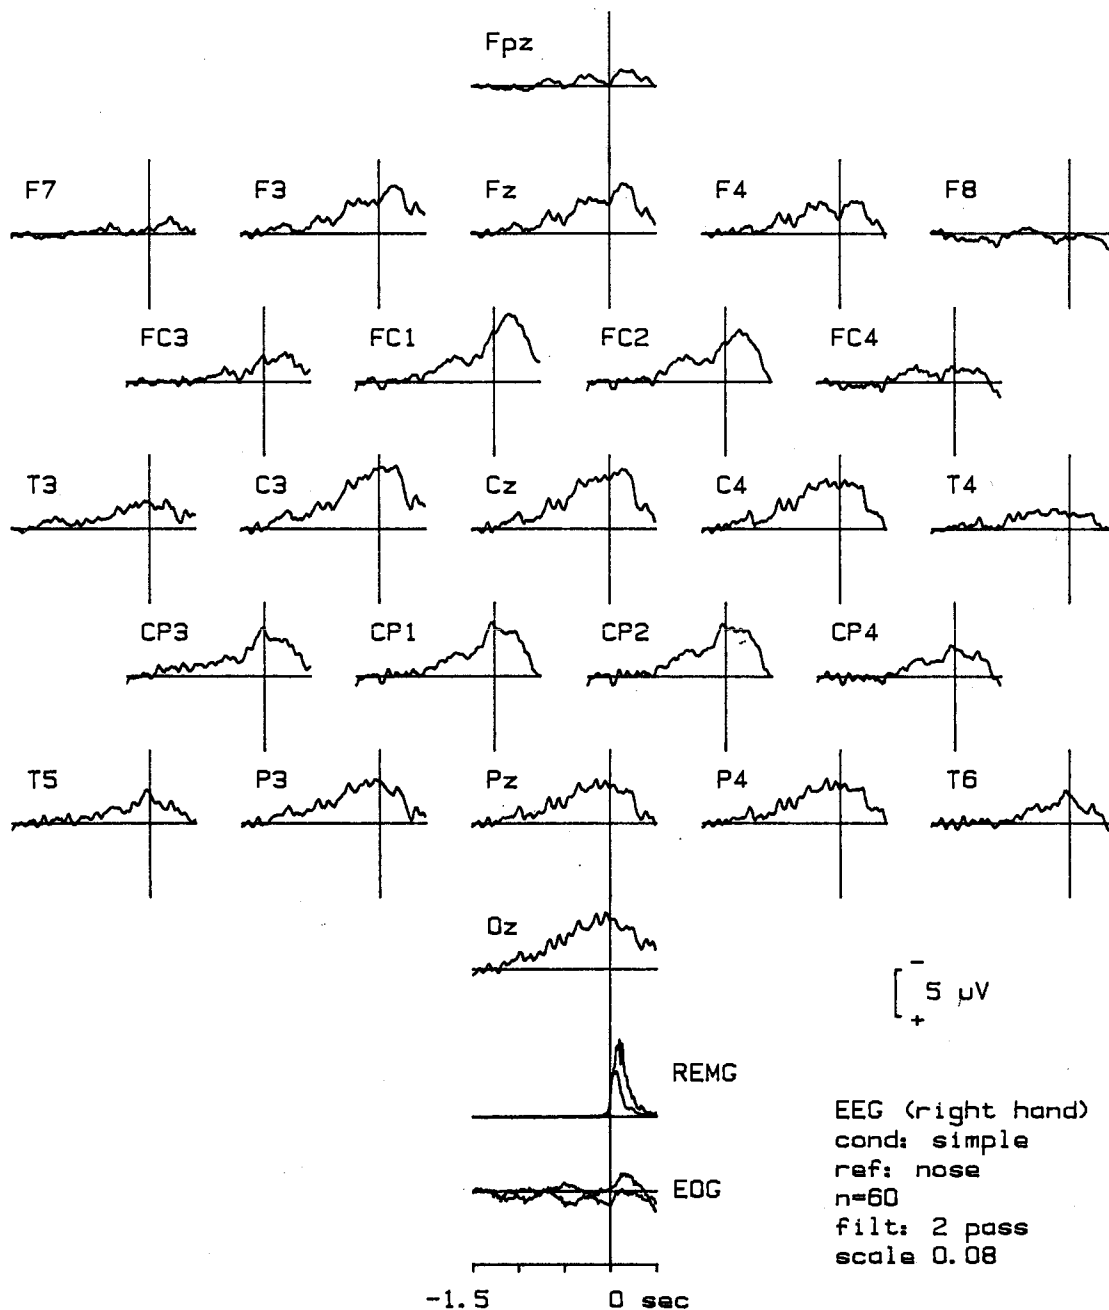 Fpz
F7 F3 Fz F4 F8
FC3 FC1 FC2 FC4
T3 C3 Cz C4 T4
CP3 CP1 CP2 CP4
T5 P3 Pz P4 T6
Oz
-
5 µV
+
REMG
EOG
EEG (right hand)
cond: simple
ref: nose
n=60
filt: 2 pass
scale 0.08
-1.5 0 sec